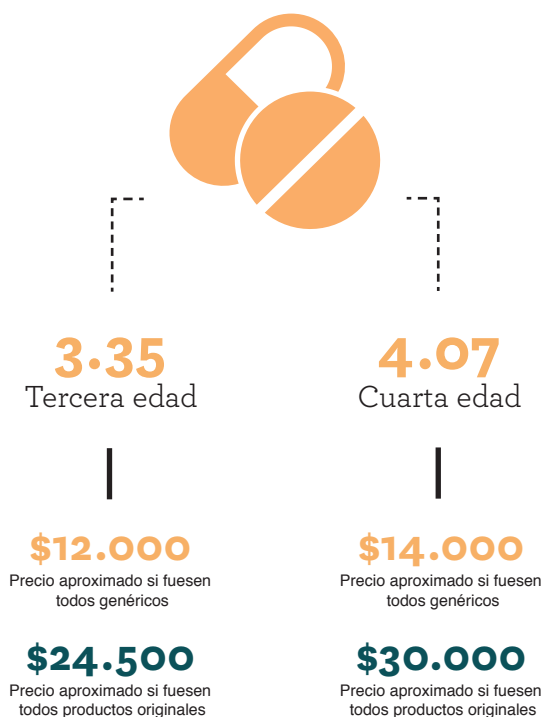 3.35
Tercera edad
$12.000
Precio aproximado si fuesen
todos genéricos
$24.500
Precio aproximado si fuesen
todos productos originales
4.07
Cuarta edad
$14.000
Precio aproximado si fuesen
todos genéricos
$30.000
Precio aproximado si fuesen
todos productos originales